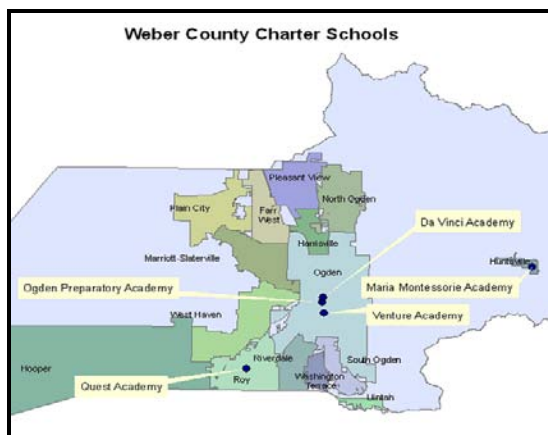 Weber County Charter Schools
Pleasant View
Plain City
Farr
West
North Ogden
Da Vinci Academy
Harrisville
Marriott-Slaterville
Ogden
Huntsville
Ogden Preparatory Academy
Maria Montessorie Academy
West Haven
Venture Academy
Hooper
Riverdale
South Ogden
Roy
Washington
Terrace
Quest Academy
Uintah